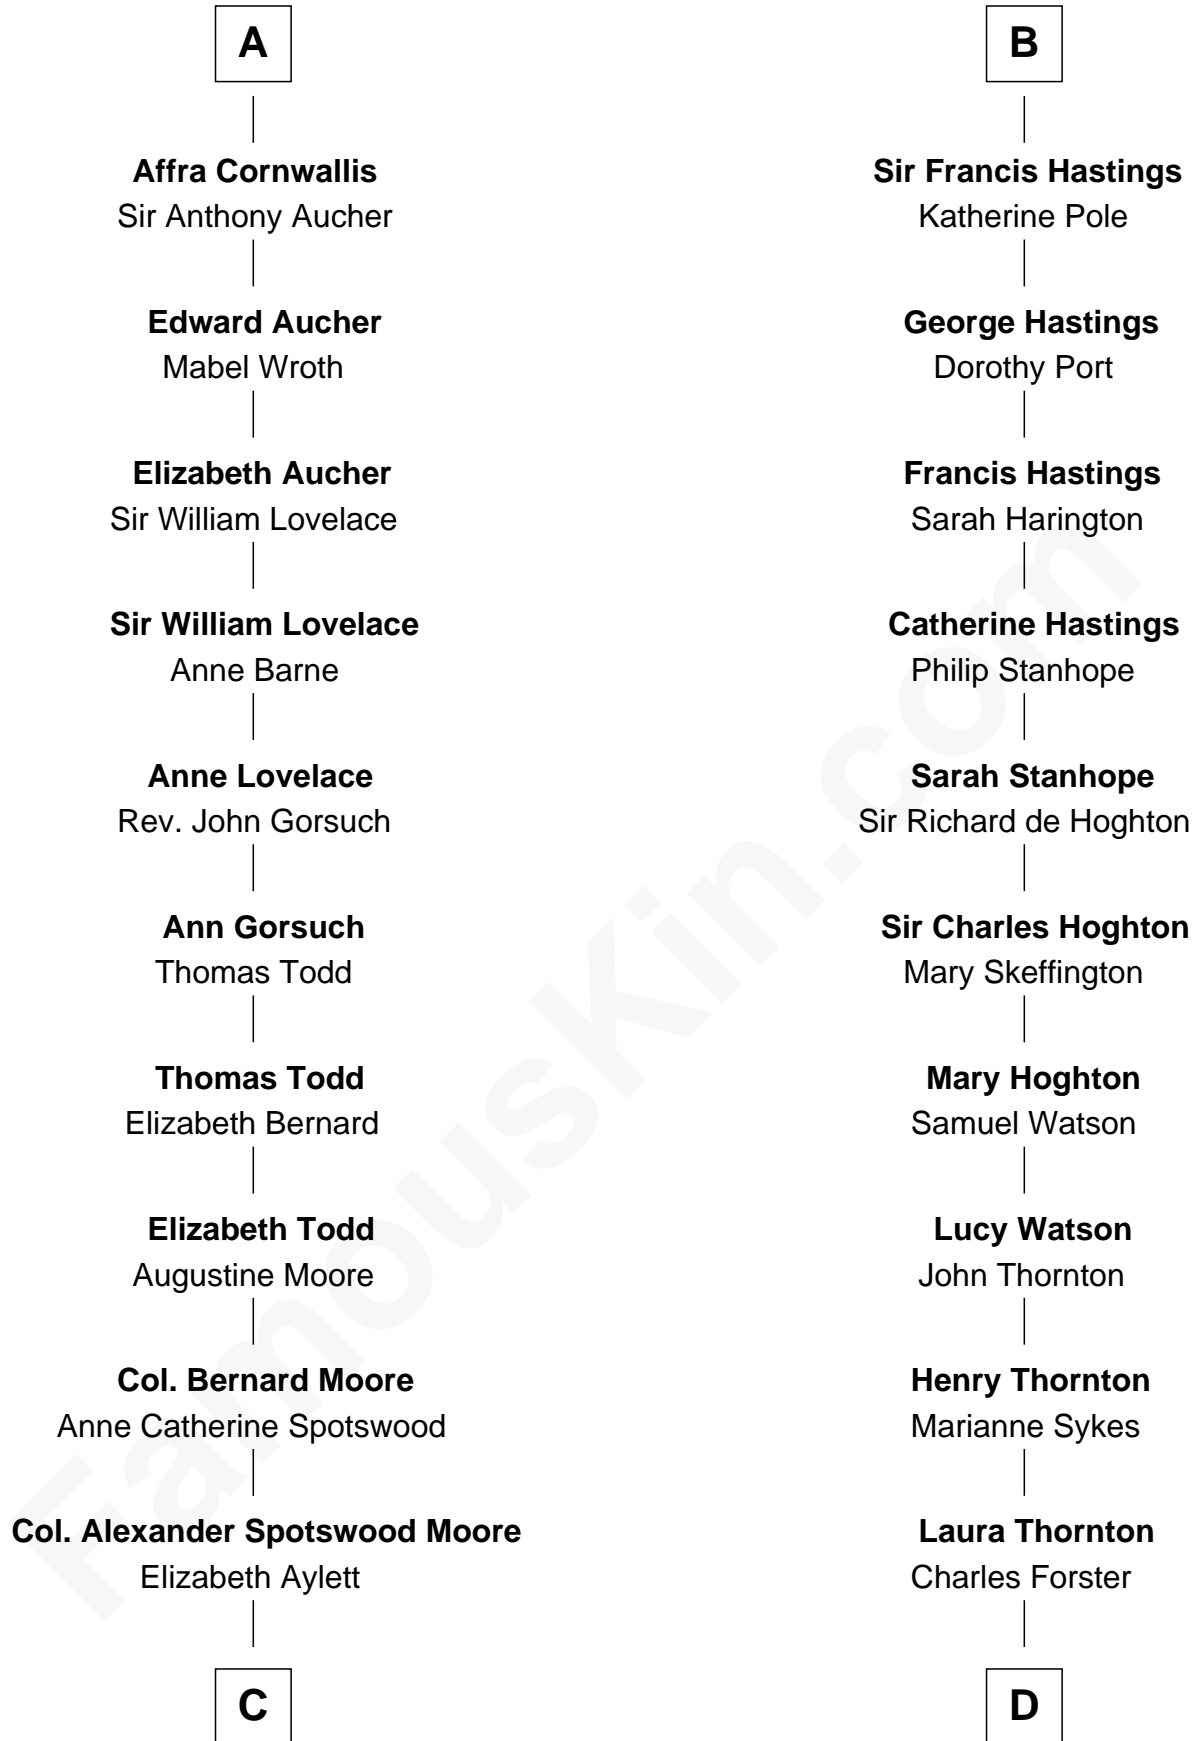 A
Affra Cornwallis
Sir Anthony Aucher
Edward Aucher
Mabel Wroth
Elizabeth Aucher
Sir William Lovelace
Sir William Lovelace
Anne Barne
Anne Lovelace
Rev. John Gorsuch
Ann Gorsuch
Thomas Todd
Thomas Todd
Elizabeth Bernard
Elizabeth Todd
Augustine Moore
Col. Bernard Moore
Anne Catherine Spotswood
Col. Alexander Spotswood Moore
Elizabeth Aylett
C
B
Sir Francis Hastings
Katherine Pole
George Hastings
Dorothy Port
Francis Hastings
Sarah Harington
Catherine Hastings
Philip Stanhope
Sarah Stanhope
Sir Richard de Hoghton
Sir Charles Hoghton
Mary Skeffington
Mary Hoghton
Samuel Watson
Lucy Watson
John Thornton
Henry Thornton
Marianne Sykes
Laura Thornton
Charles Forster
D
FamousKin.com